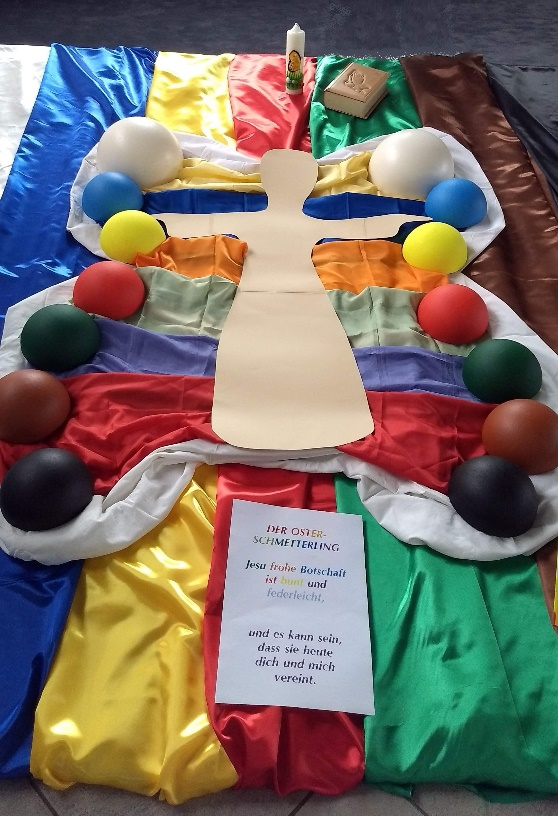 DER OSTER-
SCHMETTERLING
Jesu frohe Botschaft
ist bunt und
federleicht,
und es kann sein,
dass sie heute
dich und mich
vereint.